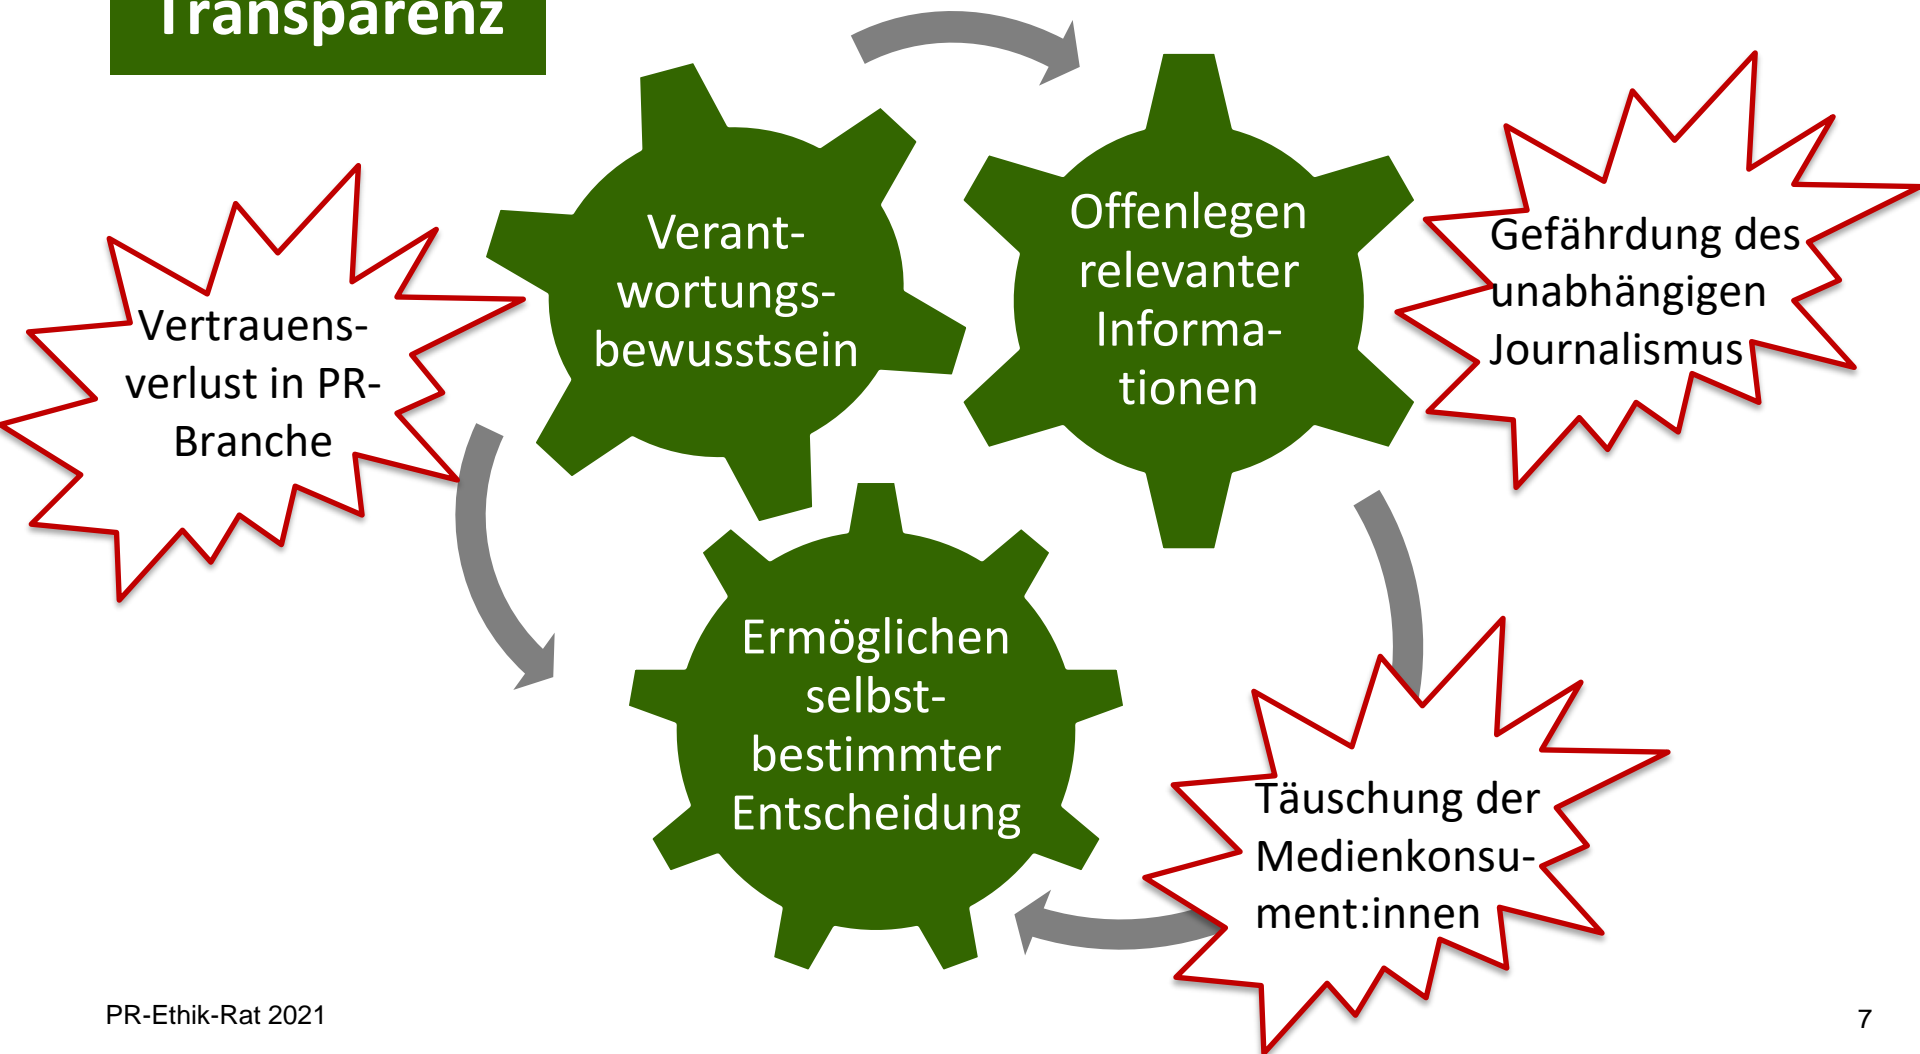 Transparenz
Verant-
wortungs-
bewusstsein
Offenlegen
relevanter
Informa-
tionen
Gefährdung des
unabhängigen
Journalismus
Vertrauens-
verlust in PR-
Branche
Ermöglichen
selbst-
bestimmter
Entscheidung
Täuschung der
Medienkonsu-
ment:innen
PR-Ethik-Rat 2021
7